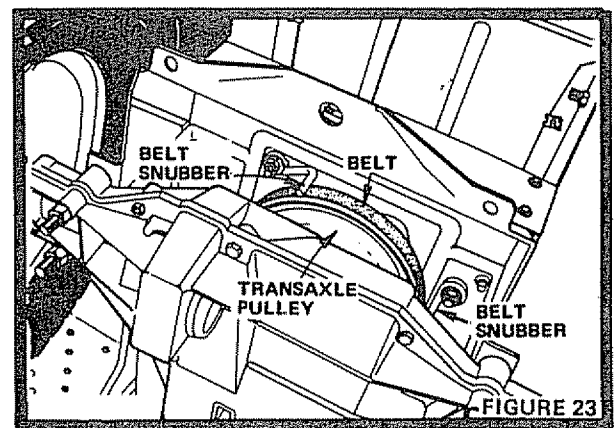 BELT
SNUBBER
BELT
TRANSAXLE
PULLEY
BELT
SNUBBER
FIGURE 23